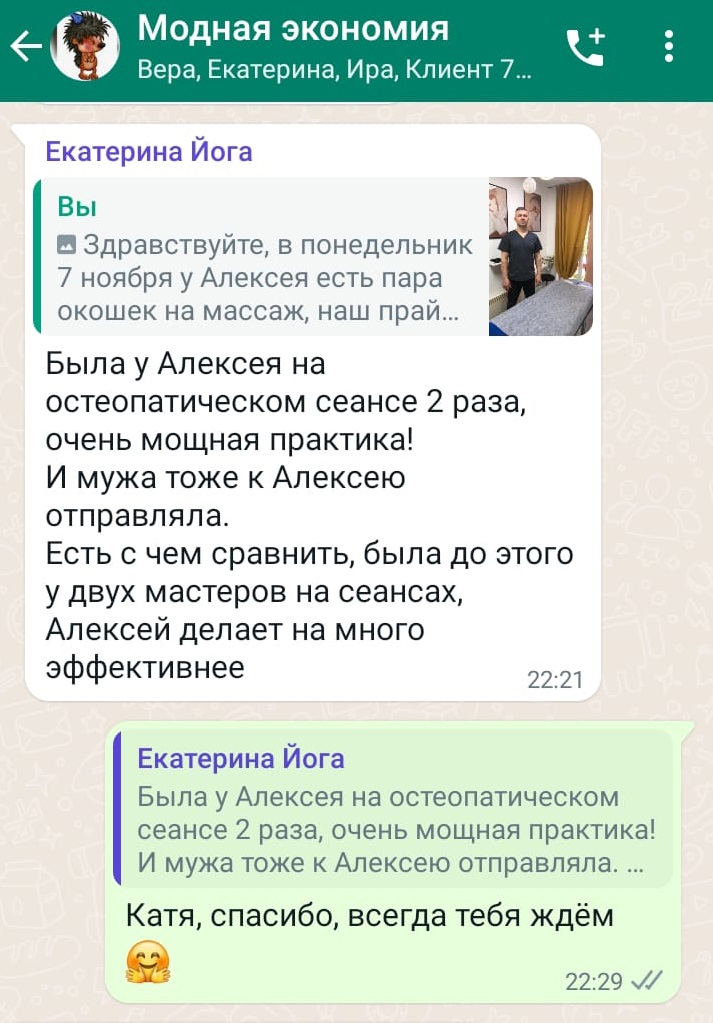 Модная экономия
Вера, Екатерина, Ира, Клиент 7...
Екатерина Йога
Вы
Здравствуйте, в понедельник
7 ноября у Алексея есть пара
окошек на массаж, наш прай...
Была у Алексея на
остеопатическом сеансе 2 раза,
очень мощная практика!
И мужа тоже к Алексею
отправляла.
Есть с чем сравнить, была до этого
у двух мастеров на сеансах,
Алексей делает на много
эффективнее
22:21
Екатерина Йога
Была у Алексея на остеопатическом
сеансе 2 раза, очень мощная практика!
И мужа тоже к Алексею отправляла. ...
Катя, спасибо, всегда тебя ждём
🤗
22:29